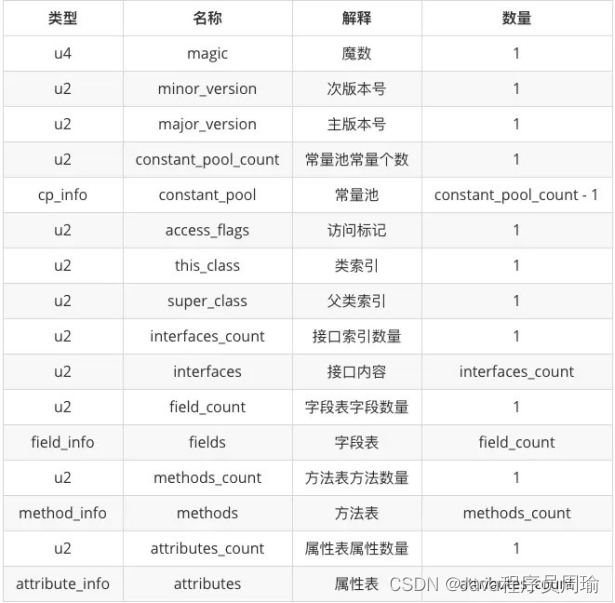 类型 名称 解释 数量
u4 magic 魔数 1
u2 minor_version 次版本号 1
u2 major_version 主版本号 1
u2 constant_pool_count 常量池常量个数 1
cp_info constant_pool 常量池 constant_pool_count - 1
u2 access_flags 访问标记 1
u2 this_class 类索引 1
u2 super_class 父类索引 1
u2 interfaces_count 接口索引数量 1
u2 interfaces 接口内容 interfaces_count
u2 field_count 字段表字段数量 1
field_info fields 字段表 field_count
u2 methods_count 方法表方法数量 1
method_info methods 方法表 methods_count
u2 attributes_count 属性表属性数量 1
attribute_info attributes 属性表 attributes_count
CSDN @Java程序员周瑜